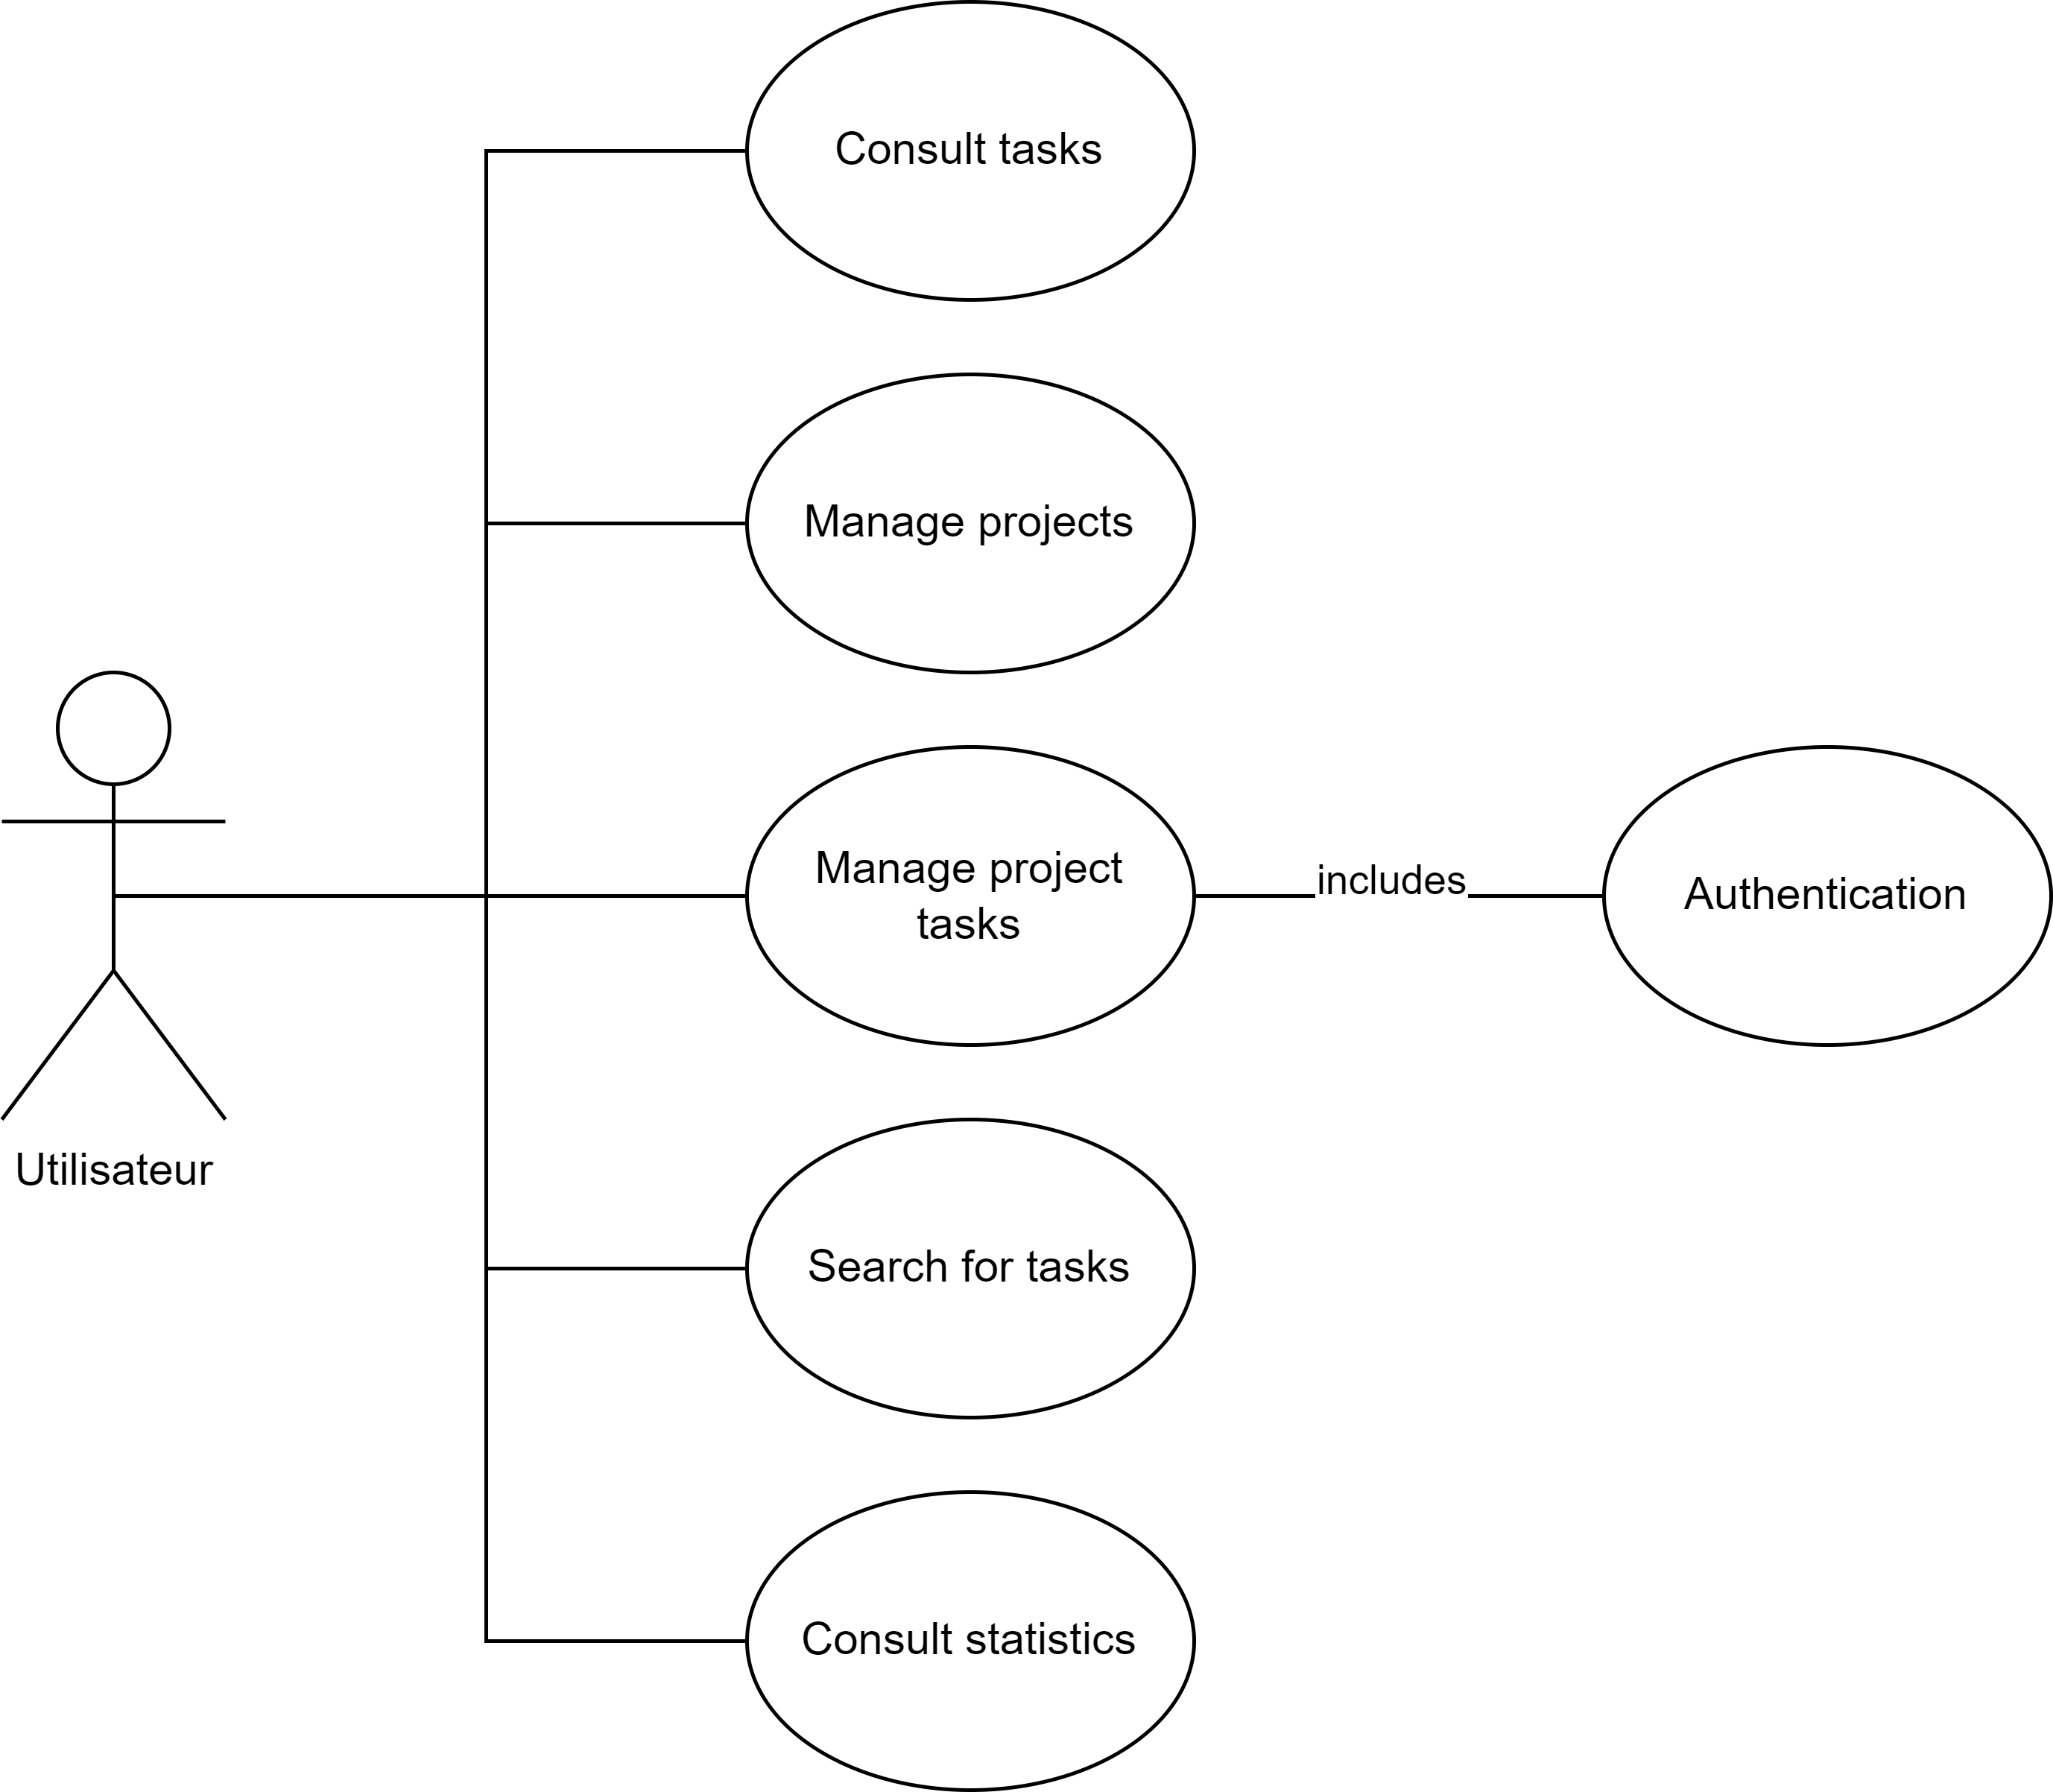 Consult tasks
Manage projects
Manage project
tasks
includes
Authentication
Utilisateur
Search for tasks
Consult statistics